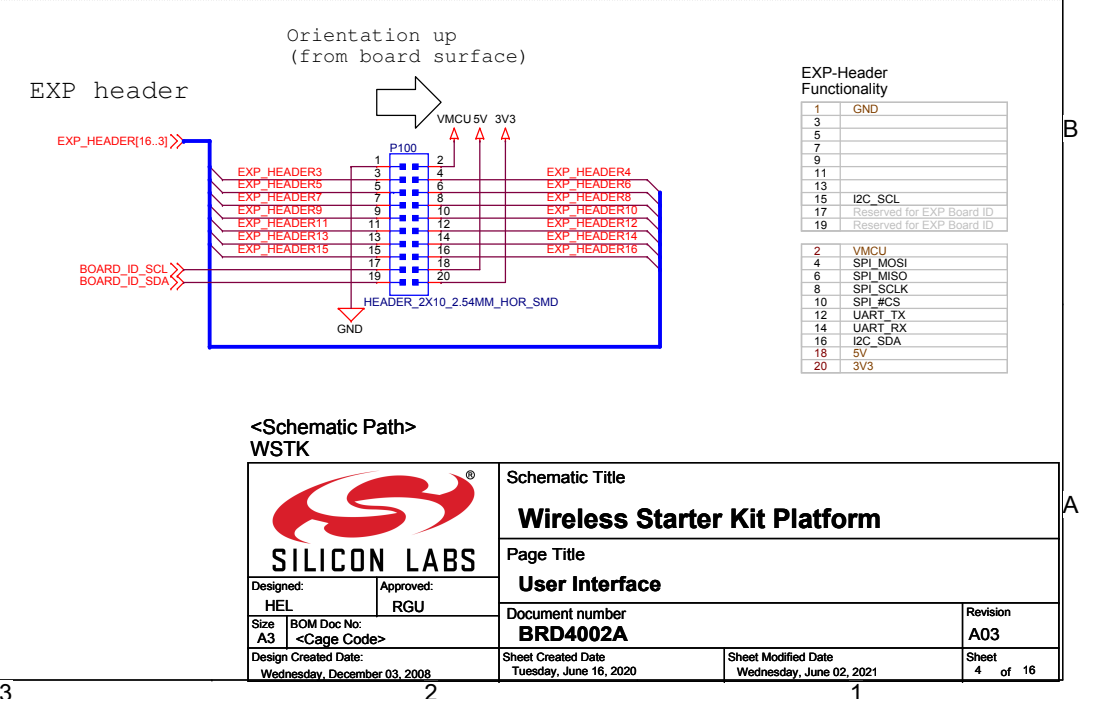 Orientation up
(from board surface)
EXP header
EXP_HEADER[16..3]
VMCU 5V 3V3
P100
1 2
EXP_HEADER3 3 4 EXP_HEADER4
EXP_HEADER5 5 6 EXP_HEADER6
EXP_HEADER7 7 8 EXP_HEADER8
EXP_HEADER9 9 10 EXP_HEADER10
EXP_HEADER11 11 12 EXP_HEADER12
EXP_HEADER13 13 14 EXP_HEADER14
EXP_HEADER15 15 16 EXP_HEADER16
BOARD_ID_SCL 17 18
BOARD_ID_SDA 19 20
HEADER_2X10_2.54MM_HOR_SMD
GND
EXP-Header
Functionality
1 GND
3
5
7
9
11
13
15 I2C_SCL
17 Reserved for EXP Board ID
19 Reserved for EXP Board ID
2 VMCU
4 SPI_MOSI
6 SPI_MISO
8 SPI_SCLK
10 SPI_#CS
12 UART_TX
14 UART_RX
16 I2C_SDA
18 5V
20 3V3
B
A
<Schematic Path>
WSTK
®
SILICON LABS
Schematic Title
Wireless Starter Kit Platform
Page Title
User Interface
Designed: Approved:
HEL RGU
Size BOM Doc No:
A3 <Cage Code>
Document number
BRD4002A
Revision
A03
Design Created Date:
Wednesday, December 03, 2008
Sheet Created Date
Tuesday, June 16, 2020
Sheet Modified Date
Wednesday, June 02, 2021
Sheet
4 of 16
3 2 1